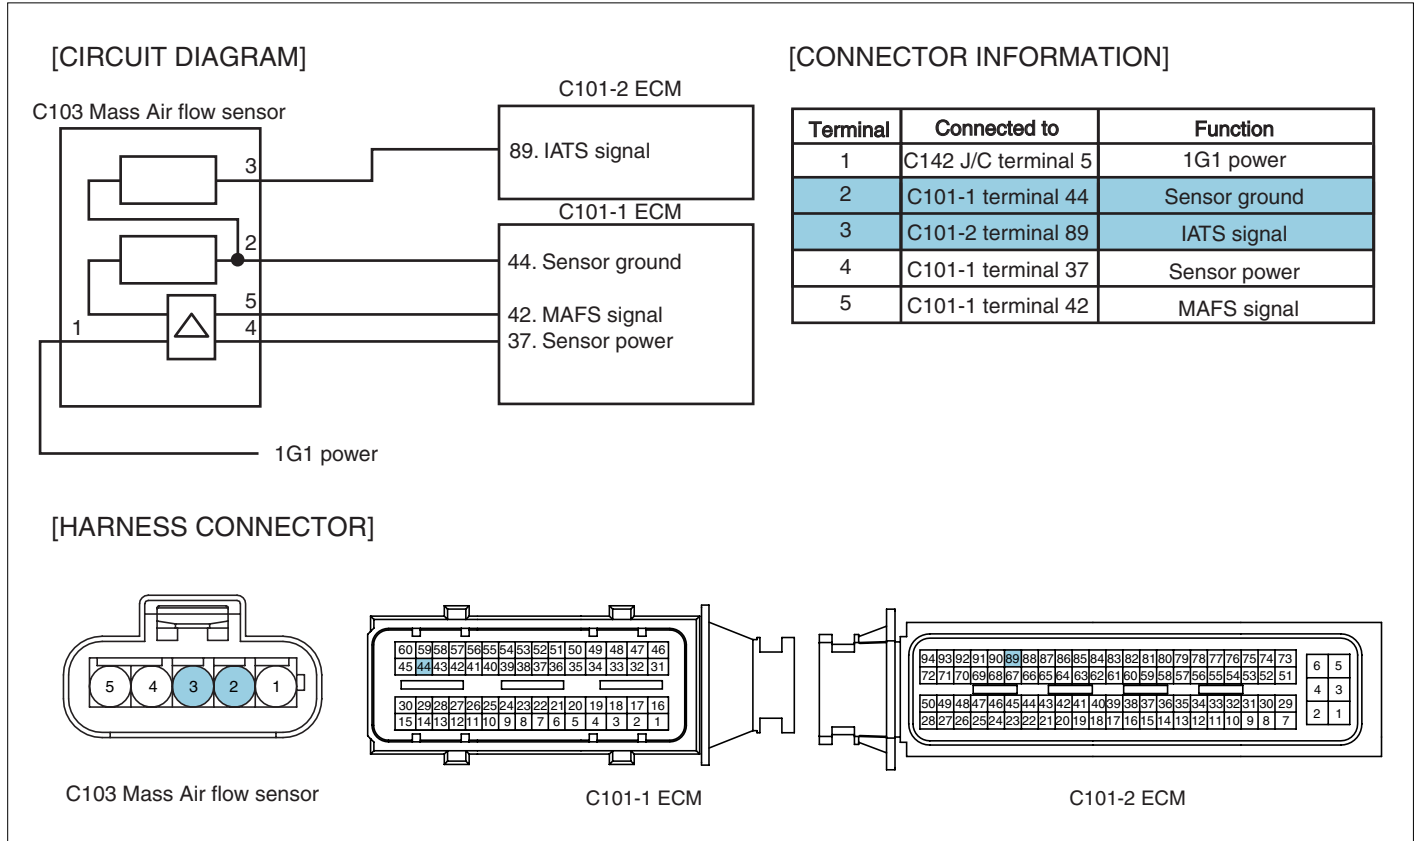 [CIRCUIT DIAGRAM]
C103 Mass Air flow sensor
C101-2 ECM
3
89. IATS signal
C101-1 ECM
2
44. Sensor ground
5
42. MAFS signal
1
4
37. Sensor power
1G1 power
[CONNECTOR INFORMATION]
Terminal Connected to Function
1 C142 J/C terminal 5 1G1 power
2 C101-1 terminal 44 Sensor ground
3 C101-2 terminal 89 IATS signal
4 C101-1 terminal 37 Sensor power
5 C101-1 terminal 42 MAFS signal
[HARNESS CONNECTOR]
5 4 3 2 1
C103 Mass Air flow sensor
60 59 58 57 56 55 54 53 52 51 50 49 48 47 46
45 44 43 42 41 40 39 38 37 36 35 34 33 32 31
30 29 28 27 26 25 24 23 22 21 20 19 18 17 16
15 14 13 12 11 10 9 8 7 6 5 4 3 2 1
C101-1 ECM
94 93 92 91 90 89 88 87 86 85 84 83 82 81 80 79 78 77 76 75 74 73
72 71 70 69 68 67 66 65 64 63 62 61 60 59 58 57 56 55 54 53 52 51
50 49 48 47 46 45 44 43 42 41 40 39 38 37 36 35 34 33 32 31 30 29
28 27 26 25 24 23 22 21 20 19 18 17 16 15 14 13 12 11 10 9 8 7
6 5
4 3
2 1
C101-2 ECM